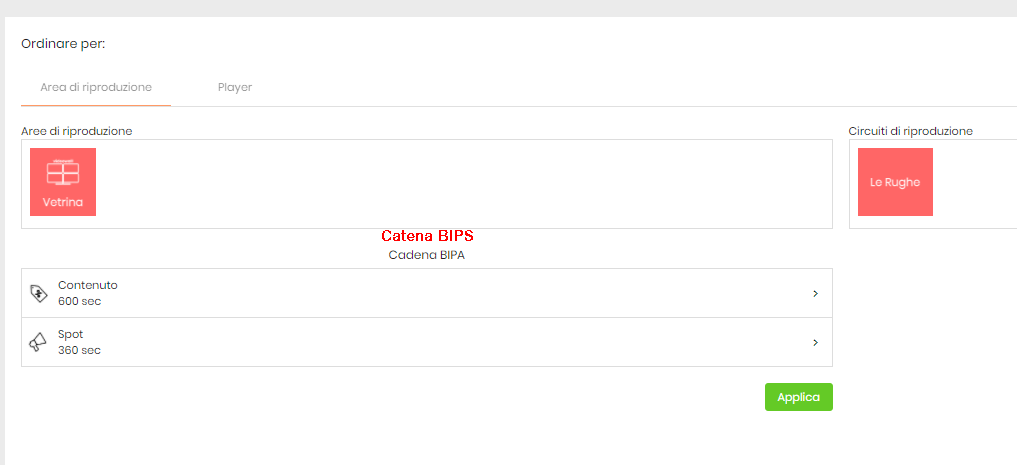 Ordinare per:
Area di riproduzione
Player
Aree di riproduzione
Circuiti di riproduzione
Vetrina
Le Rughe
Catena BIPS
Cadena BIPA
Contenuto
600 sec
Spot
360 sec
Applica